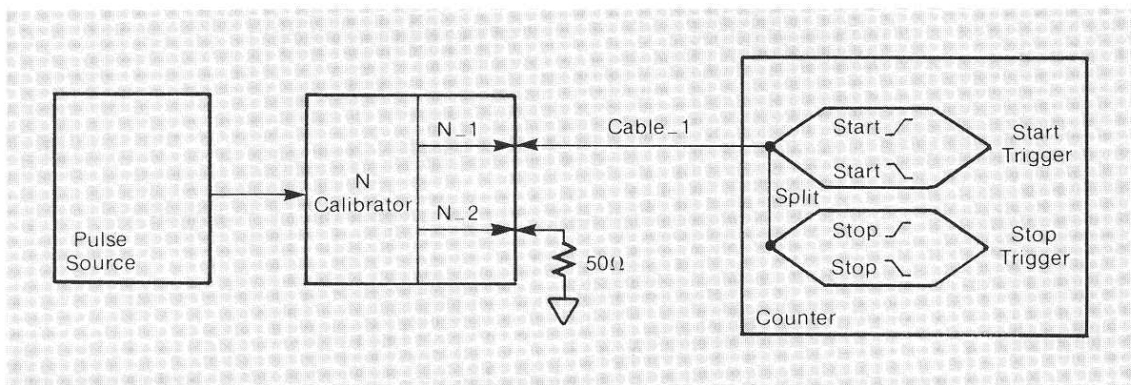 Pulse
Source
N
Calibrator
N_1
N_2
50Ω
Cable_1
Split
Start
Start
Start
Trigger
Stop
Stop
Stop
Trigger
Counter